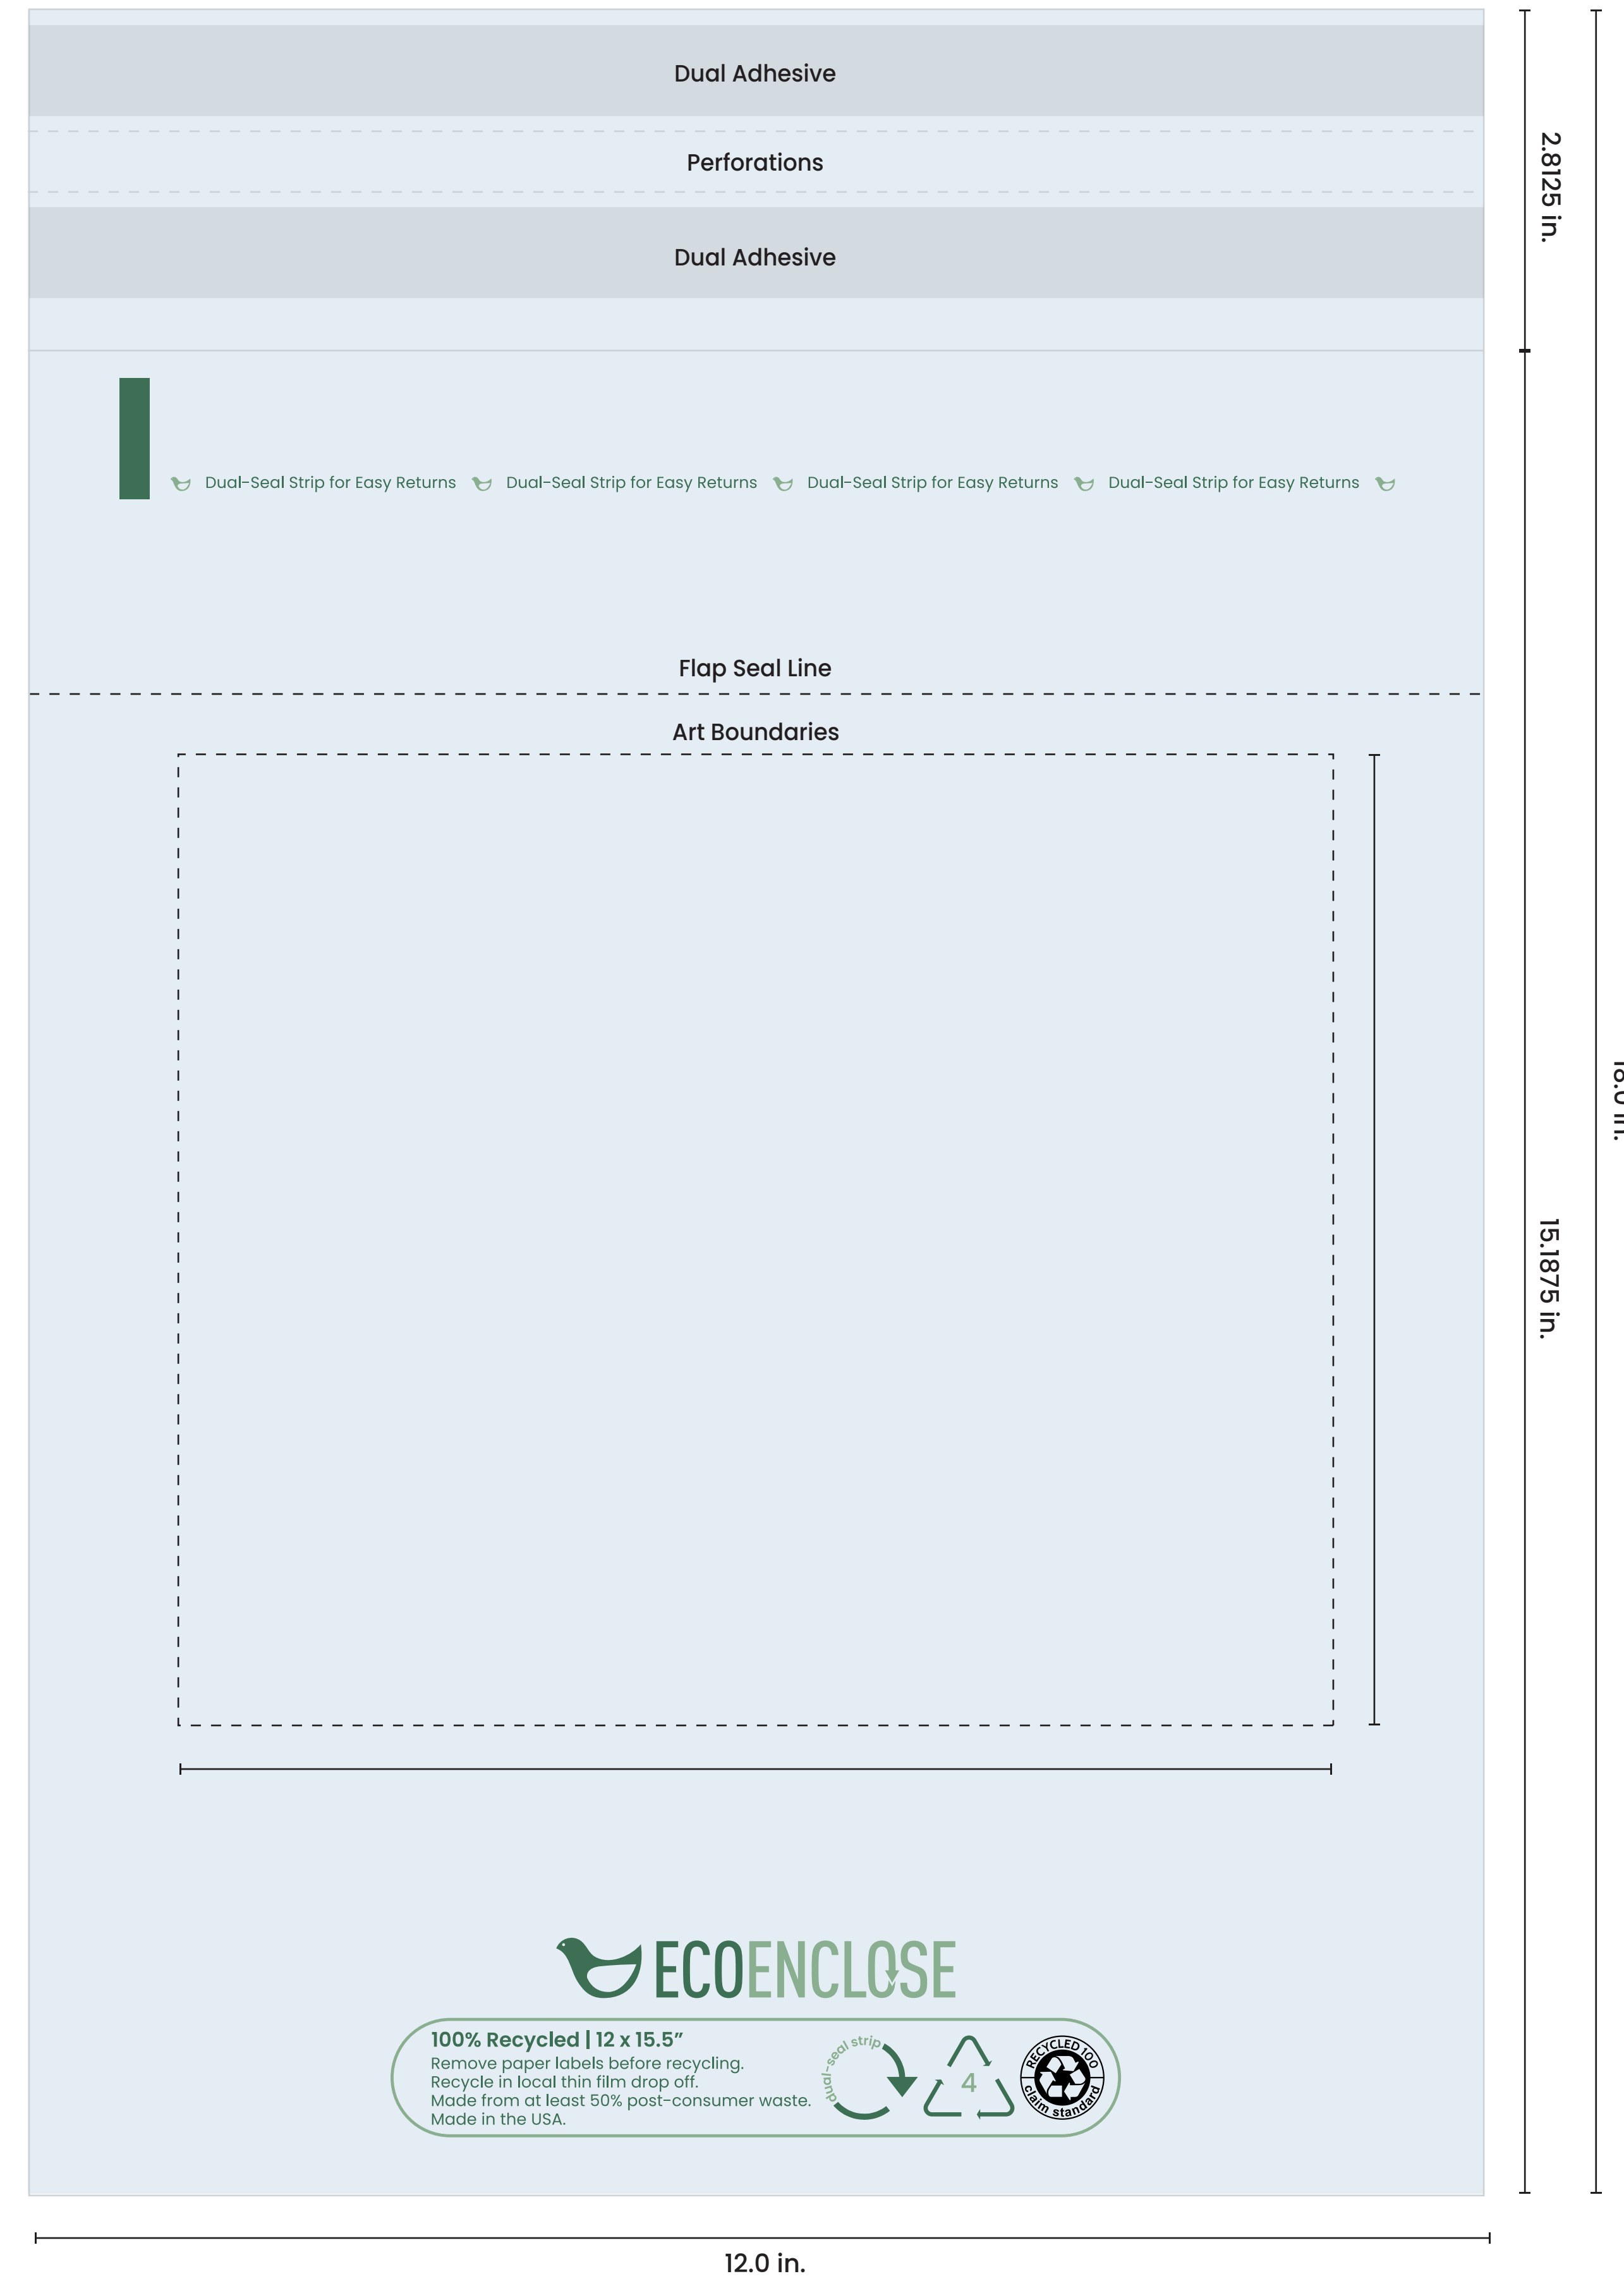 Dual Adhesive
Perforations
2.8125 in.
Dual Adhesive
Dual-Seal Strip for Easy Returns Dual-Seal Strip for Easy Returns Dual-Seal Strip for Easy Returns Dual-Seal Strip for Easy Returns
Flap Seal Line
Art Boundaries
18.0 in.
15.1875 in.
ECOENCLOSE
100% Recycled | 12 x 15.5”
Remove paper labels before recycling.
Recycle in local thin film drop off.
Made from at least 50% post-consumer waste.
Made in the USA.
dual-seal strip
4
RECYCLED 100
claim standard
12.0 in.